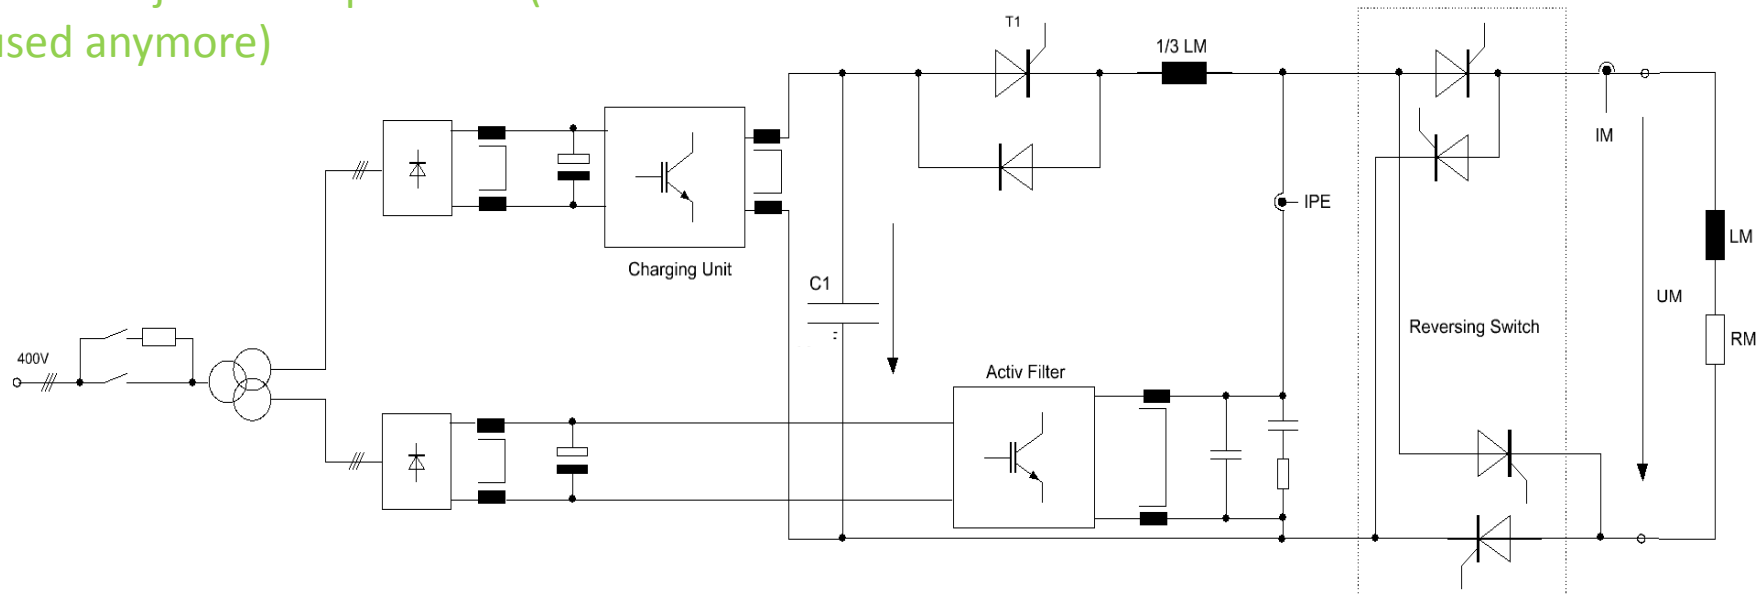 used anymore)
T1
1/3 LM
IM
IPE
Charging Unit
C1
LM
UM
Reversing Switch
RM
400V
Activ Filter